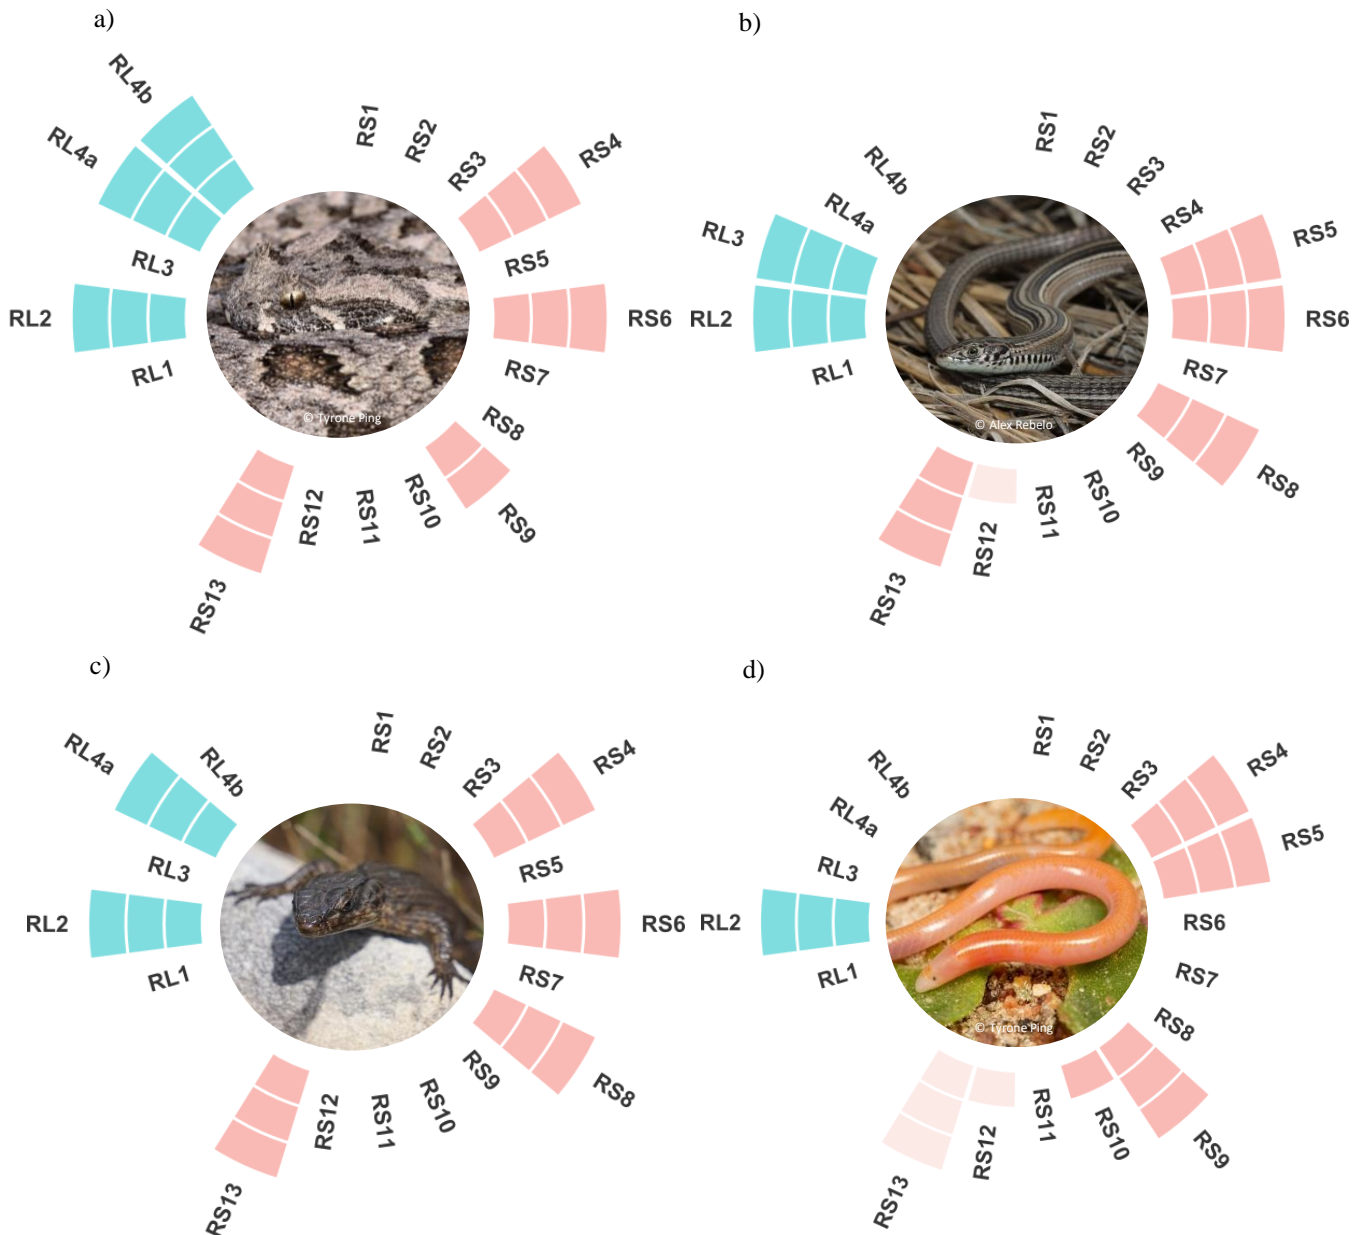 a)
RL4b
RL4a
RL3
RL2
RL1
RS1
RS2
RS3
RS4
RS5
RS6
RS7
RS8
RS9
RS10
RS11
RS12
RS13
© Tyrone Ping
b)
RL4b
RL4a
RL3
RL2
RL1
RS1
RS2
RS3
RS4
RS5
RS6
RS7
RS8
RS9
RS10
RS11
RS12
RS13
© Alex Rebelo
c)
RL4a
RL4b
RL3
RL2
RL1
RS1
RS2
RS3
RS4
RS5
RS6
RS7
RS8
RS9
RS10
RS11
RS12
RS13
d)
RL4b
RL4a
RL3
RL2
RL1
RS1
RS2
RS3
RS4
RS5
RS6
RS7
RS8
RS9
RS10
RS11
RS12
RS13
© Tyrone Ping